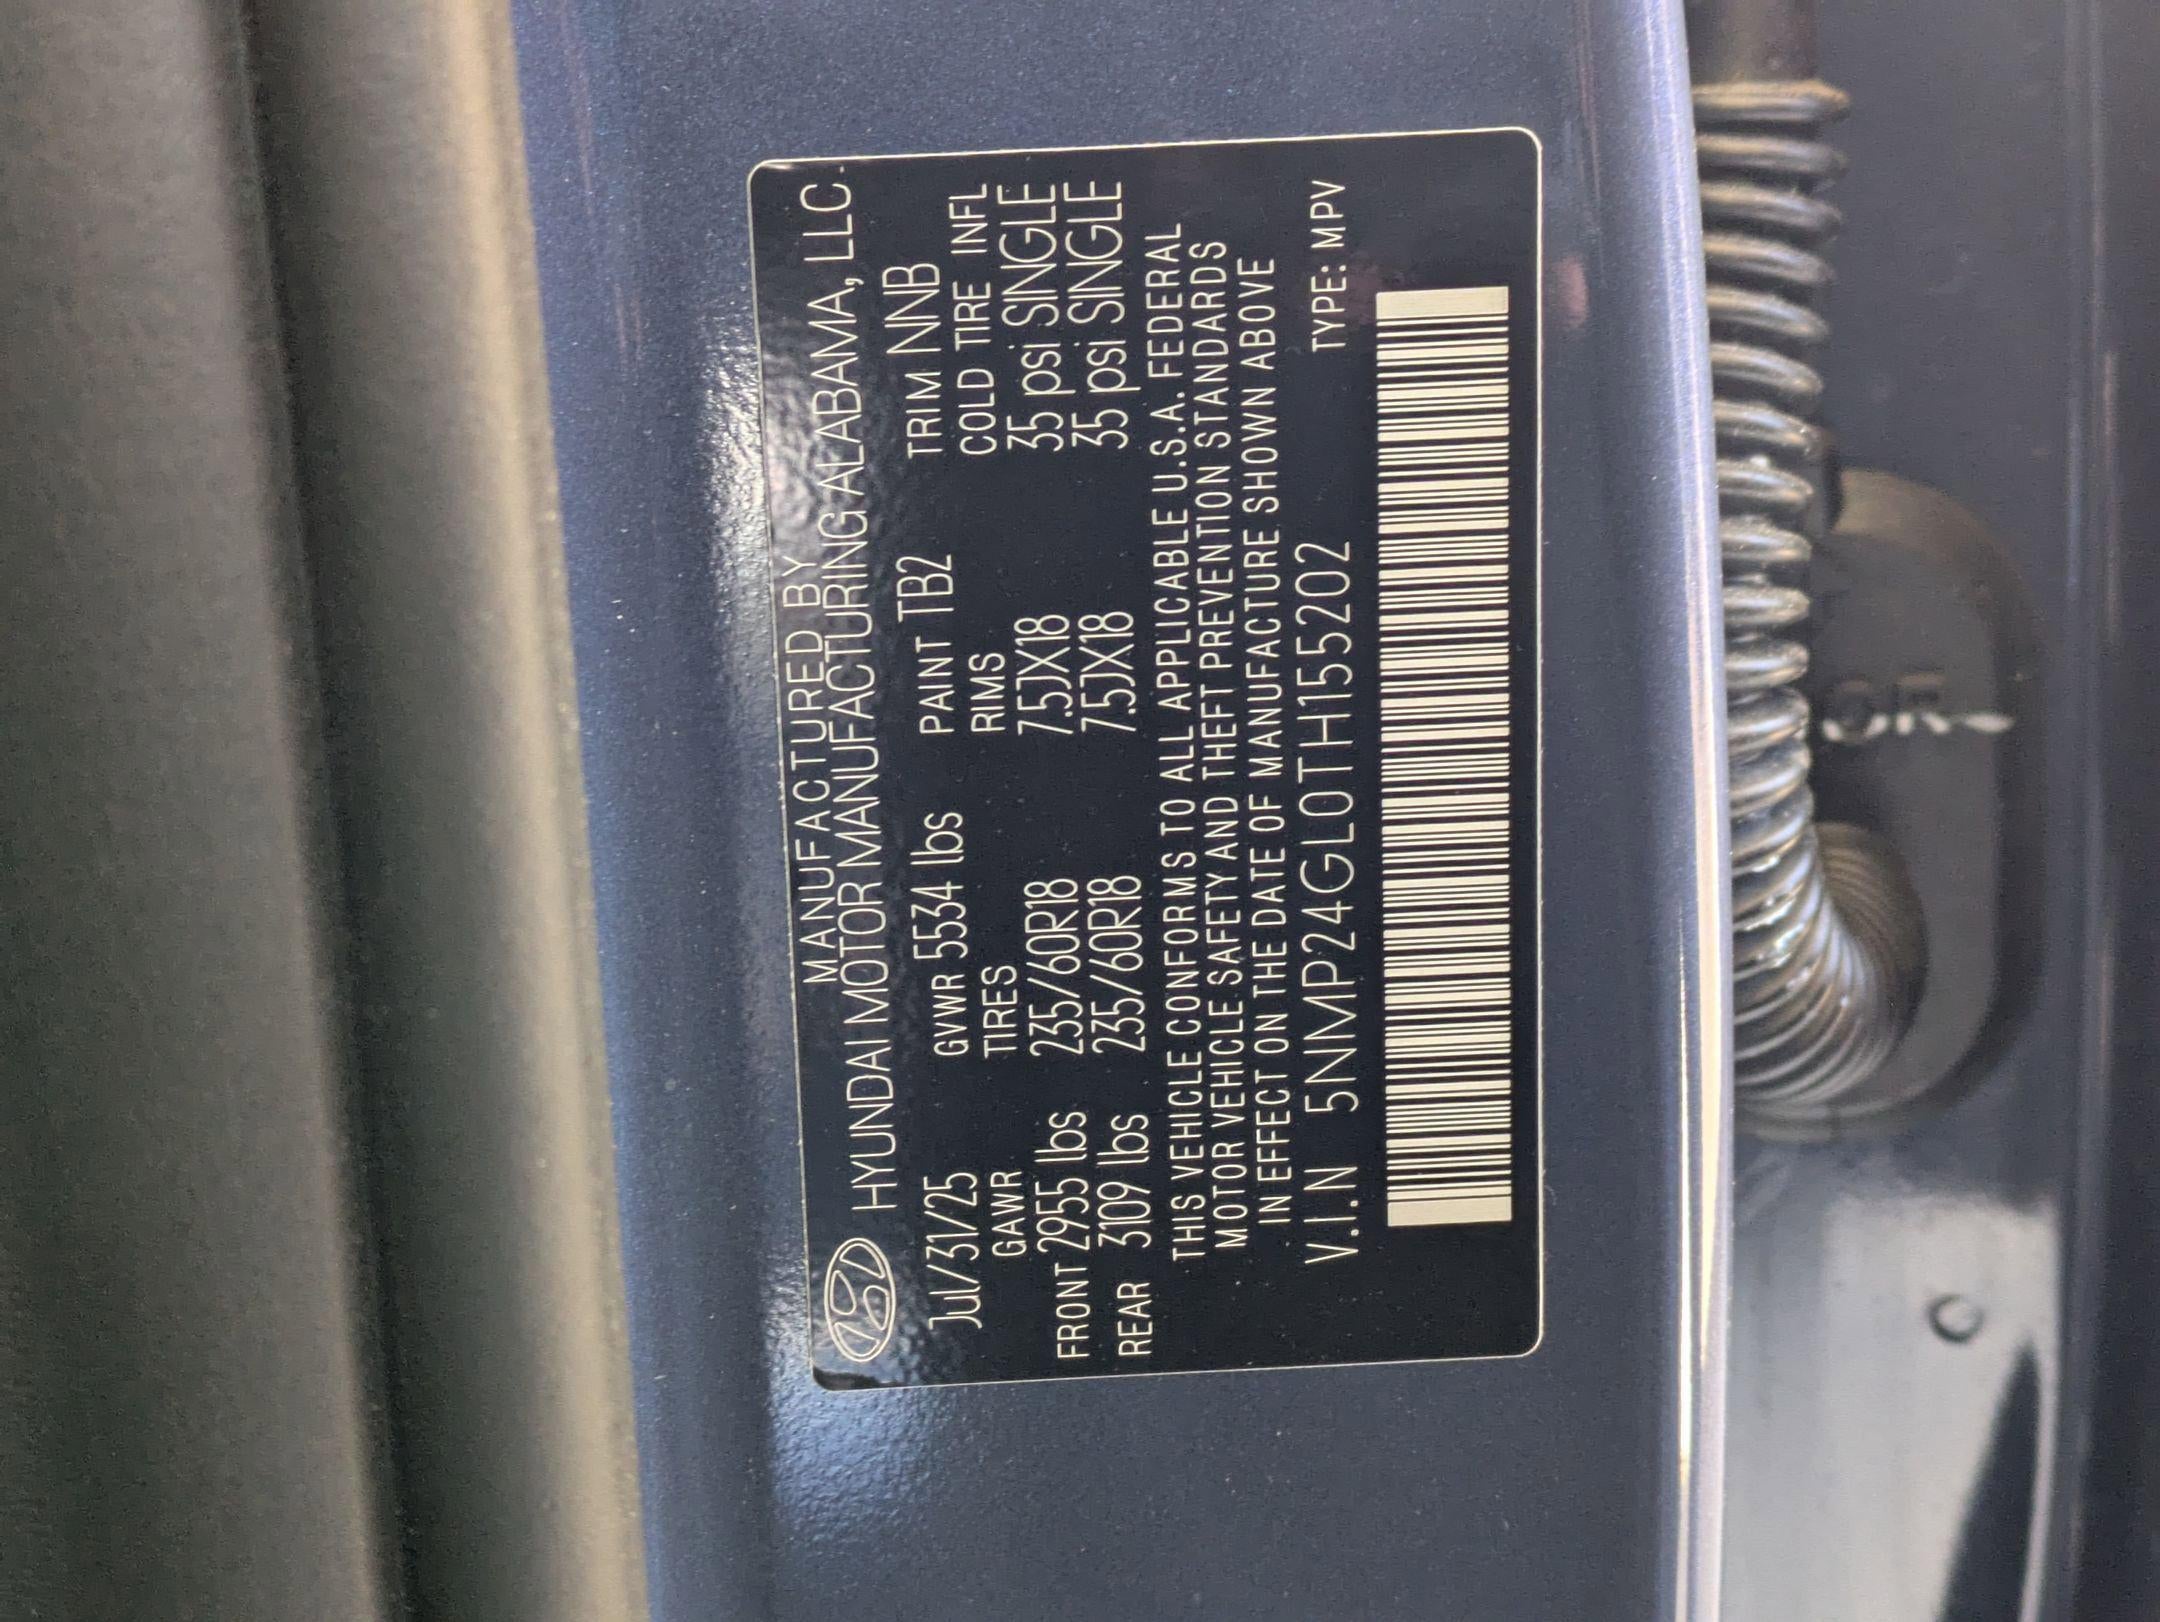 MANUFACTURED BY
HYUNDAI MOTOR MANUFACTURING ALABAMA, LLC.
Jul/31/25 GVWR 5534 lbs PAINT TB2 TRIM NNB
GAWR TIRES RIMS COLD TIRE INFL
FRONT 2955 lbs 235/60R18 7.5JX18 35 psi SINGLE
REAR 3109 lbs 235/60R18 7.5JX18 35 psi SINGLE
THIS VEHICLE CONFORMS TO ALL APPLICABLE U.S.A. FEDERAL
MOTOR VEHICLE SAFETY AND THEFT PREVENTION STANDARDS
IN EFFECT ON THE DATE OF MANUFACTURE SHOWN ABOVE
V.I.N 5NMP24GL0TH155202 TYPE: MPV